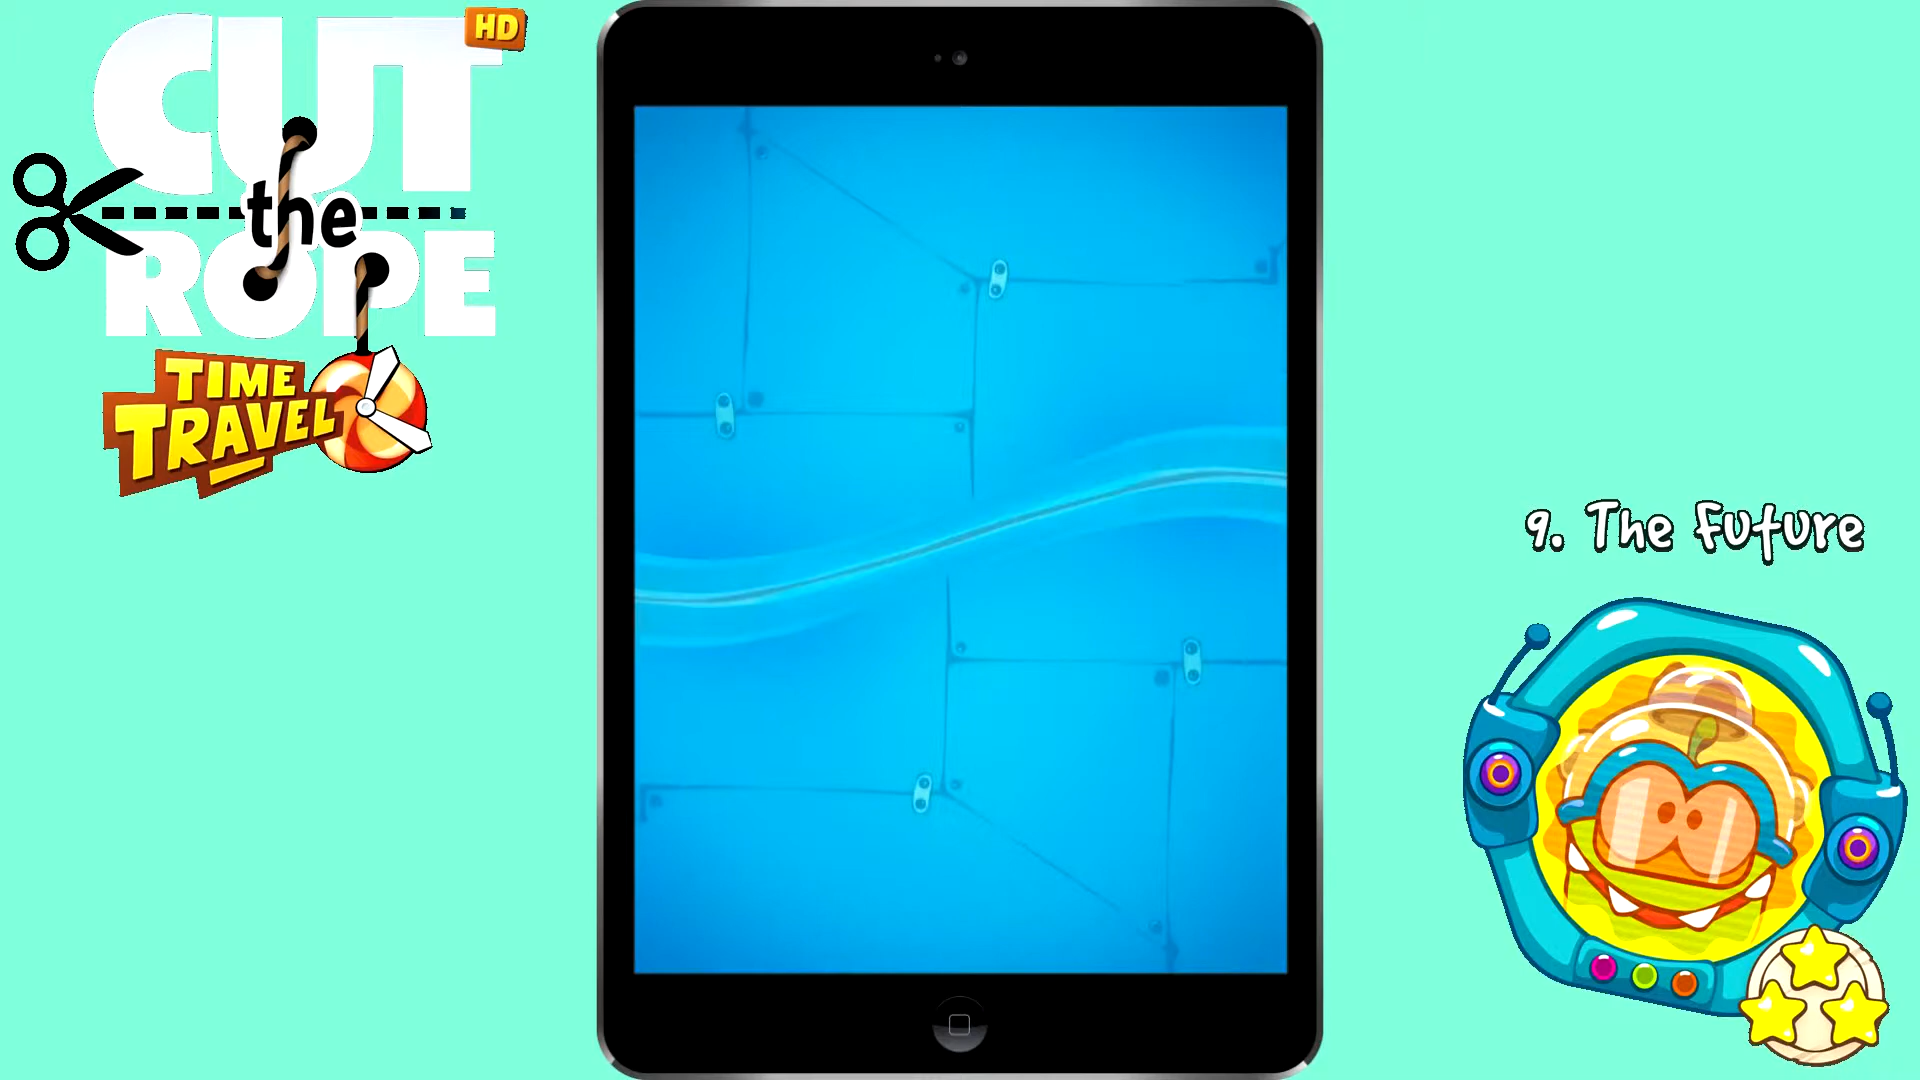 CUT
HD
the
ROPE
TIME
TRAVEL
9. The Future